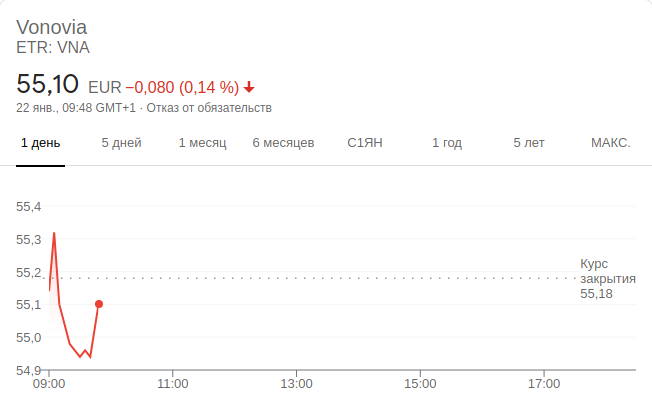 Vonovia
ETR: VNA
55,10 EUR −0,080 (0,14 %)
22 янв., 09:48 GMT+1 · Отказ от обязательств
1 день 5 дней 1 месяц 6 месяцев С1ЯН 1 год 5 лет МАКС.
55,4
55,3
55,2
55,1
55,0
54,9
Курс
закрытия
55,18
09:00 11:00 13:00 15:00 17:00